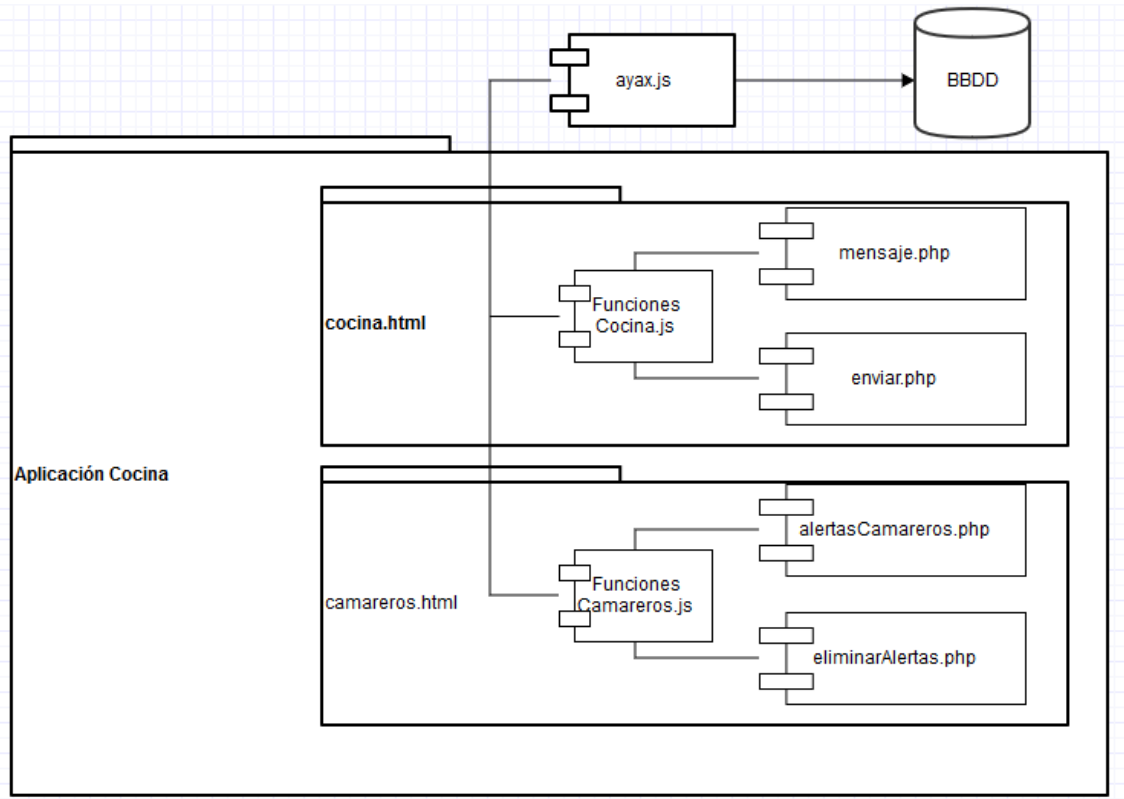 ayax.js
BBDD
mensaje.php
Funciones
Cocina.js
cocina.html
enviar.php
Aplicación Cocina
alertasCamareros.php
Funciones
Camareros.js
camareros.html
eliminarAlertas.php